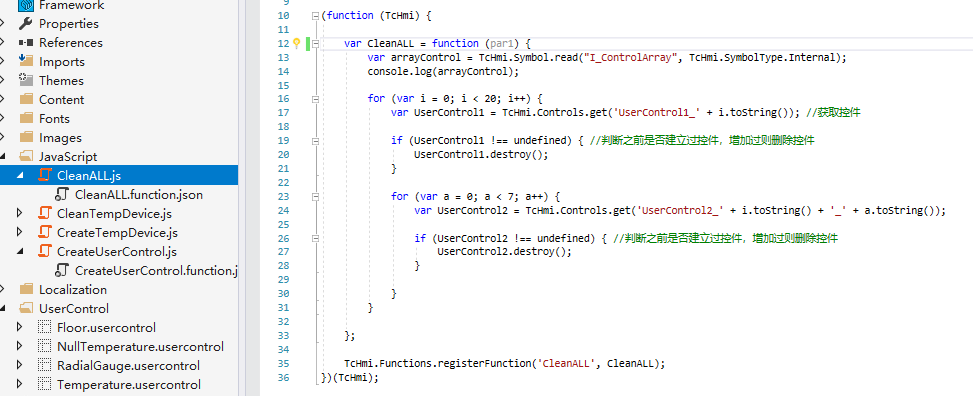 Framework
Properties
References
Imports
Themes
Content
Fonts
Images
JavaScript
CleanALL.js
CleanALL.function.json
CleanTempDevice.js
CreateTempDevice.js
CreateUserControl.js
CreateUserControl.function.j
Localization
UserControl
Floor.usercontrol
NullTemperature.usercontrol
RadialGauge.usercontrol
Temperature.usercontrol
10 (function (TcHmi) {
11
12 var CleanALL = function (par1) {
13 var arrayControl = TcHmi.Symbol.read("I_ControlArray", TcHmi.SymbolType.Internal);
14 console.log(arrayControl);
15
16 for (var i = 0; i < 20; i++) {
17 var UserControl1 = TcHmi.Controls.get('UserControl1_' + i.toString()); //获取控件
18
19 if (UserControl1 !== undefined) { //判断之前是否建立过控件，增加过则删除控件
20 UserControl1.destroy();
21 }
22
23 for (var a = 0; a < 7; a++) {
24 var UserControl2 = TcHmi.Controls.get('UserControl2_' + i.toString() + '_' + a.toString());
25
26 if (UserControl2 !== undefined) { //判断之前是否建立过控件，增加过则删除控件
27 UserControl2.destroy();
28 }
29
30 }
31 }
32
33 };
34
35 TcHmi.Functions.registerFunction('CleanALL', CleanALL);
36 })(TcHmi);